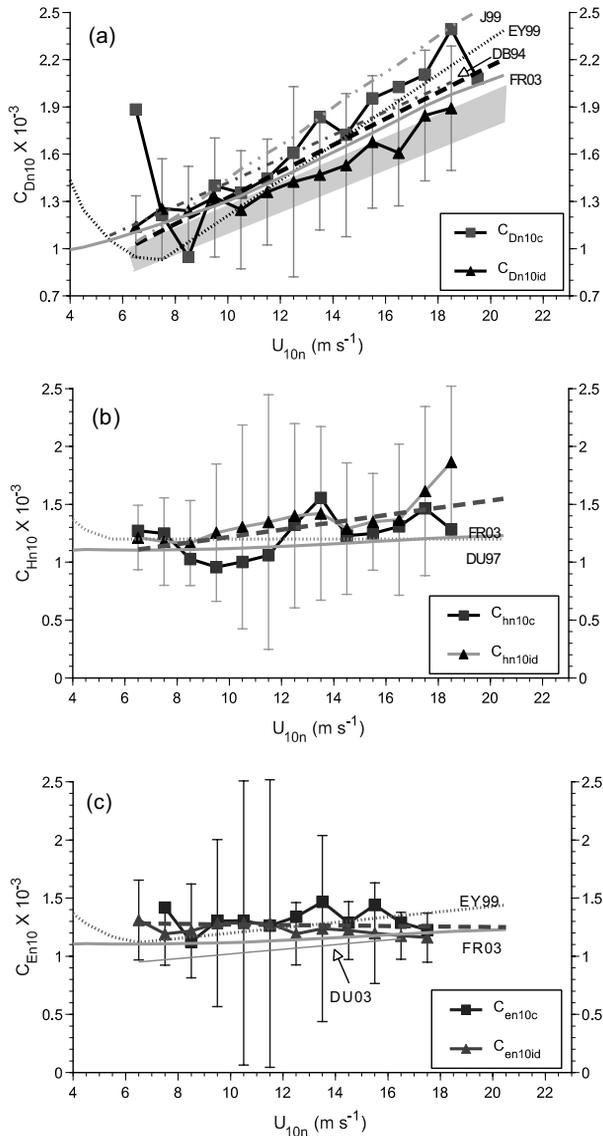 (a)
J99
EY99
DB94
FR03
C_Dn10 X 10^-3
2.5
2.2
1.9
1.6
1.3
1
0.7
2.5
2.2
1.9
1.6
1.3
1
0.7
C_Dn10c
C_Dn10id
4 6 8 10 12 14 16 18 20 22
U_10n (m s^-1)
(b)
C_Hn10 X 10^-3
2.5
2
1.5
1
0.5
0
2.5
2
1.5
1
0.5
0
FR03
DU97
C_hn10c
C_hn10id
4 6 8 10 12 14 16 18 20 22
U_10n (m s^-1)
(c)
C_En10 X 10^-3
2.5
2
1.5
1
0.5
0
2.5
2
1.5
1
0.5
0
EY99
FR03
DU03
C_en10c
C_en10id
4 6 8 10 12 14 16 18 20 22
U_10n (m s^-1)